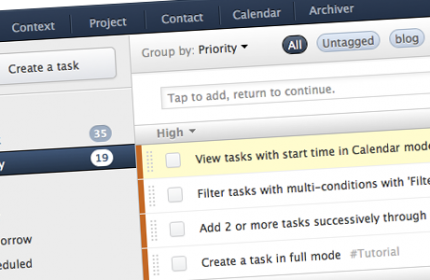 Context Project Contact Calendar Archiver
Group by: Priority All Untagged blog
Create a task
Tap to add, return to continue.
35
High
19
View tasks with start time in Calendar mode
Filter tasks with multi-conditions with 'Filte
Add 2 or more tasks successively through
Create a task in full mode #Tutorial
orrow
eduled